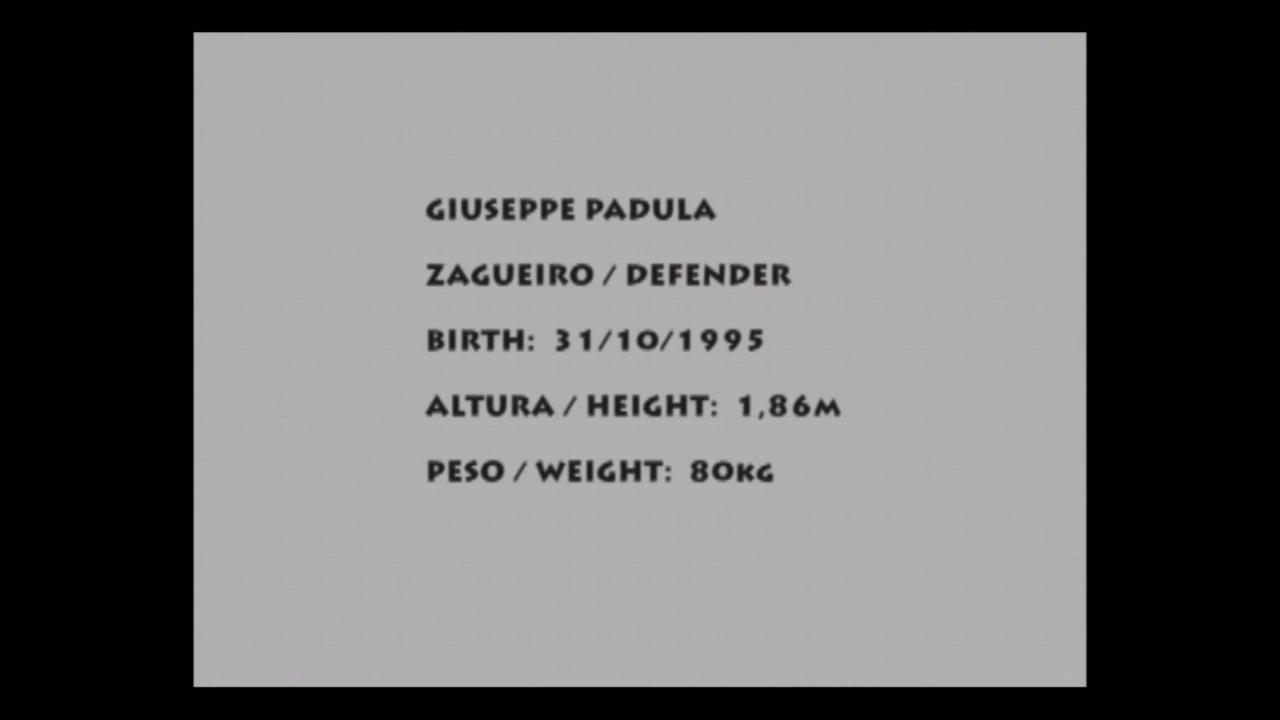 GIUSEPPE PADULA
ZAGUEIRO / DEFENDER
BIRTH: 31/10/1995
ALTURA / HEIGHT: 1,86M
PESO / WEIGHT: 80KG